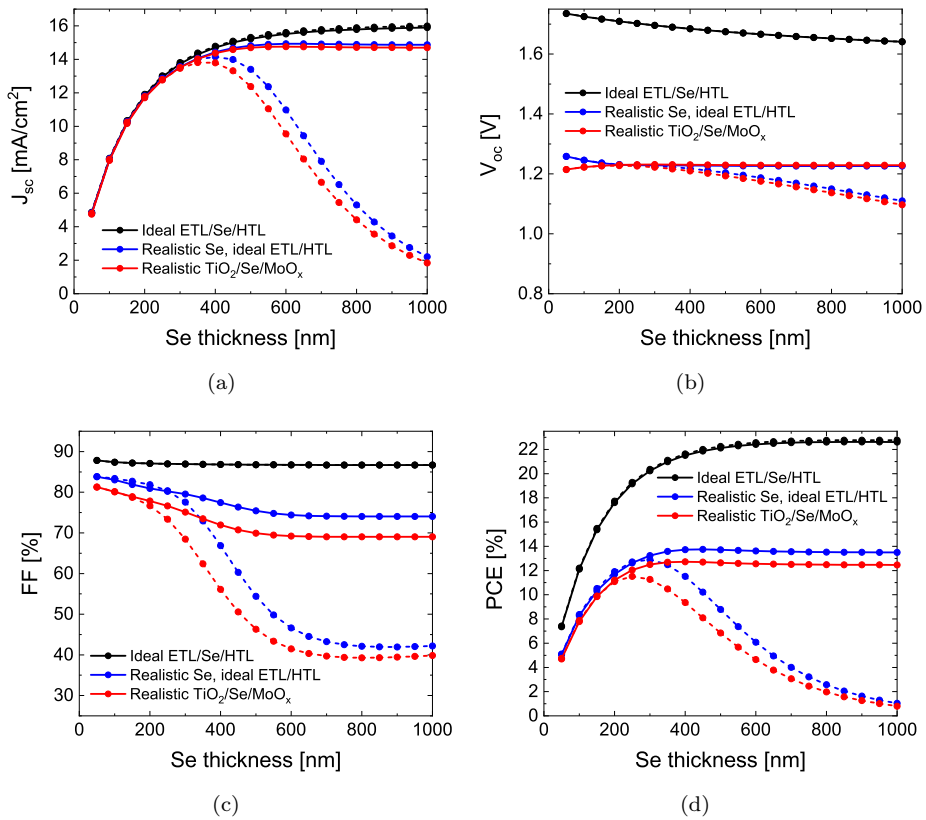 16
14
12
10
8
6
4
2
0
J_sc [mA/cm²]
Ideal ETL/Se/HTL
Realistic Se, ideal ETL/HTL
Realistic TiO₂/Se/MoOₓ
0 200 400 600 800 1000
Se thickness [nm]
(a)
1.6
1.4
1.2
1.0
0.8
V_oc [V]
Ideal ETL/Se/HTL
Realistic Se, ideal ETL/HTL
Realistic TiO₂/Se/MoOₓ
0 200 400 600 800 1000
Se thickness [nm]
(b)
90
80
70
60
50
40
30
FF [%]
Ideal ETL/Se/HTL
Realistic Se, ideal ETL/HTL
Realistic TiO₂/Se/MoOₓ
0 200 400 600 800 1000
Se thickness [nm]
(c)
22
20
18
16
14
12
10
8
6
4
2
0
PCE [%]
Ideal ETL/Se/HTL
Realistic Se, ideal ETL/HTL
Realistic TiO₂/Se/MoOₓ
0 200 400 600 800 1000
Se thickness [nm]
(d)